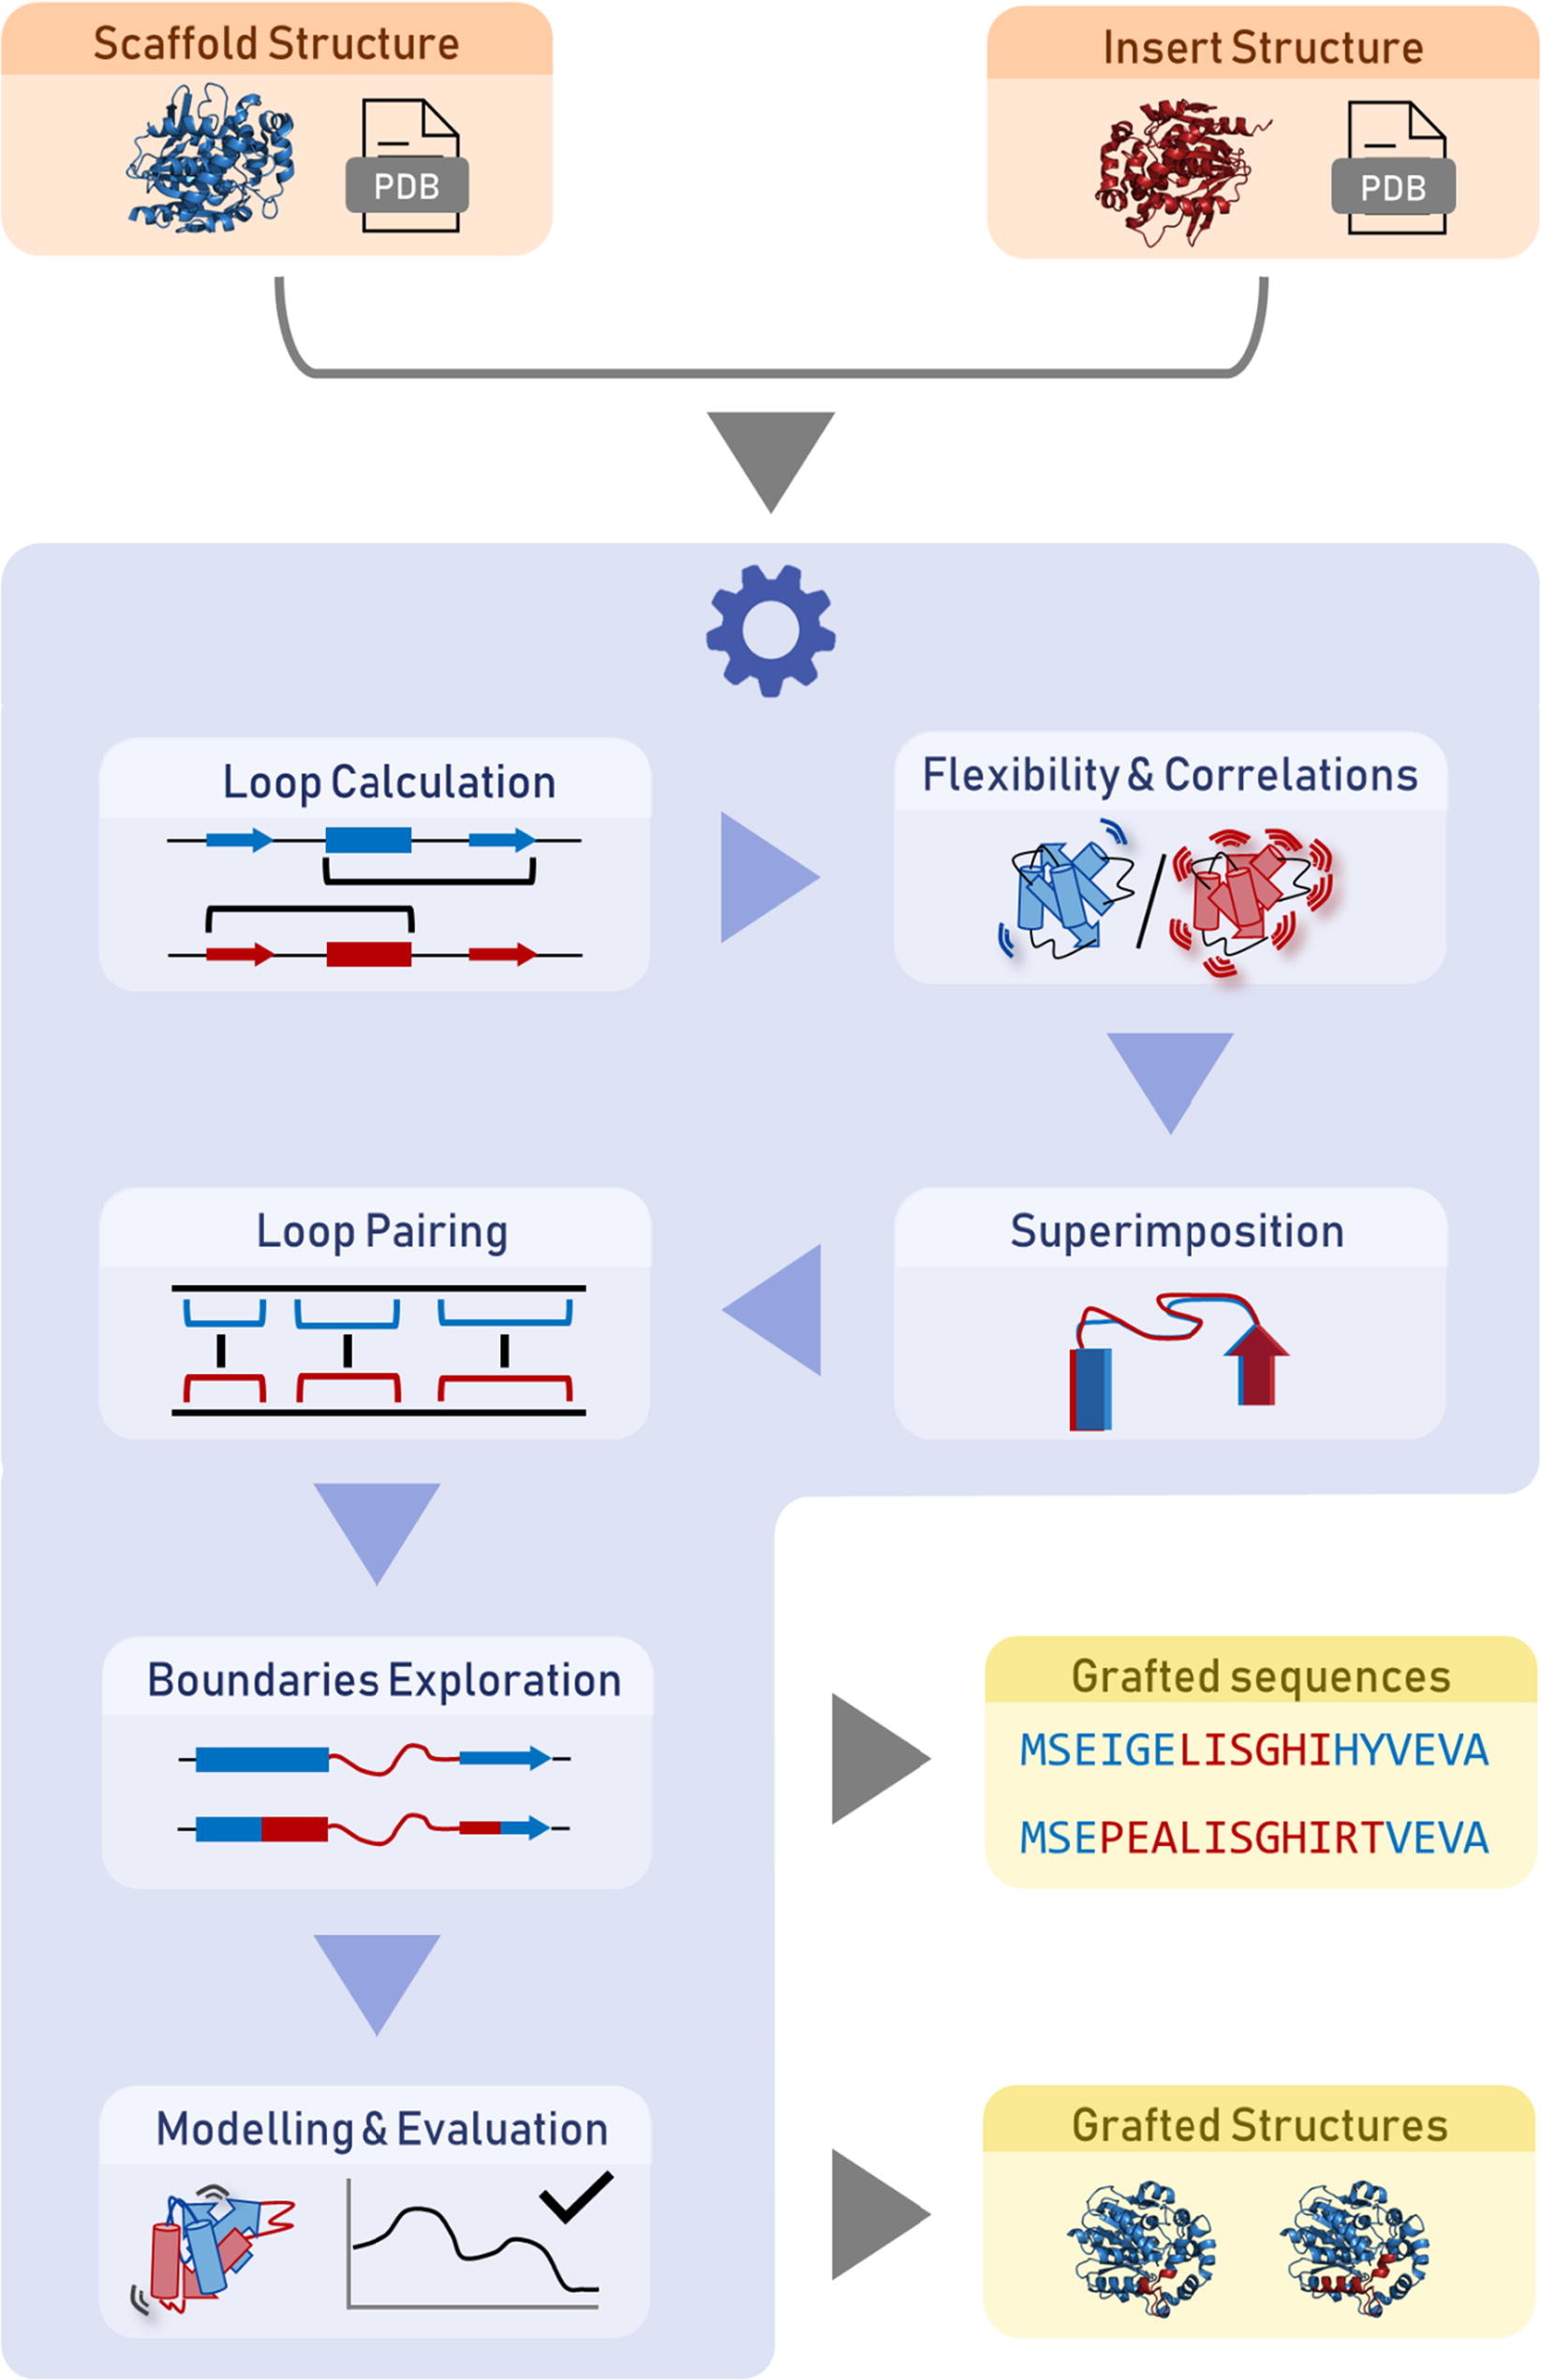 Scaffold Structure
Insert Structure
PDB
PDB
Loop Calculation
Flexibility & Correlations
Loop Pairing
Superimposition
Boundaries Exploration
Grafted sequences
MSEIGELISGHIHYVEVA
MSEPEALISGHIRTVEVA
Modelling & Evaluation
Grafted Structures